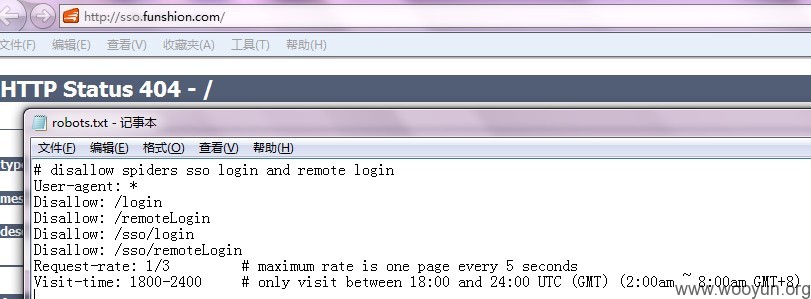 http://sso.funshion.com/
文件(F) 编辑(E) 查看(V) 收藏夹(A) 工具(T) 帮助(H)
HTTP Status 404 - /
robots.txt - 记事本
文件(F) 编辑(E) 格式(O) 查看(V) 帮助(H)
type
mes
desc
# disallow spiders sso login and remote login
User-agent: *
Disallow: /login
Disallow: /remoteLogin
Disallow: /sso/login
Disallow: /sso/remoteLogin
Request-rate: 1/3 # maximum rate is one page every 5 seconds
Visit-time: 1800-2400 # only visit between 18:00 and 24:00 UTC (GMT) (2:00am ~ 8:00am GMT+8)
www.wooyun.org